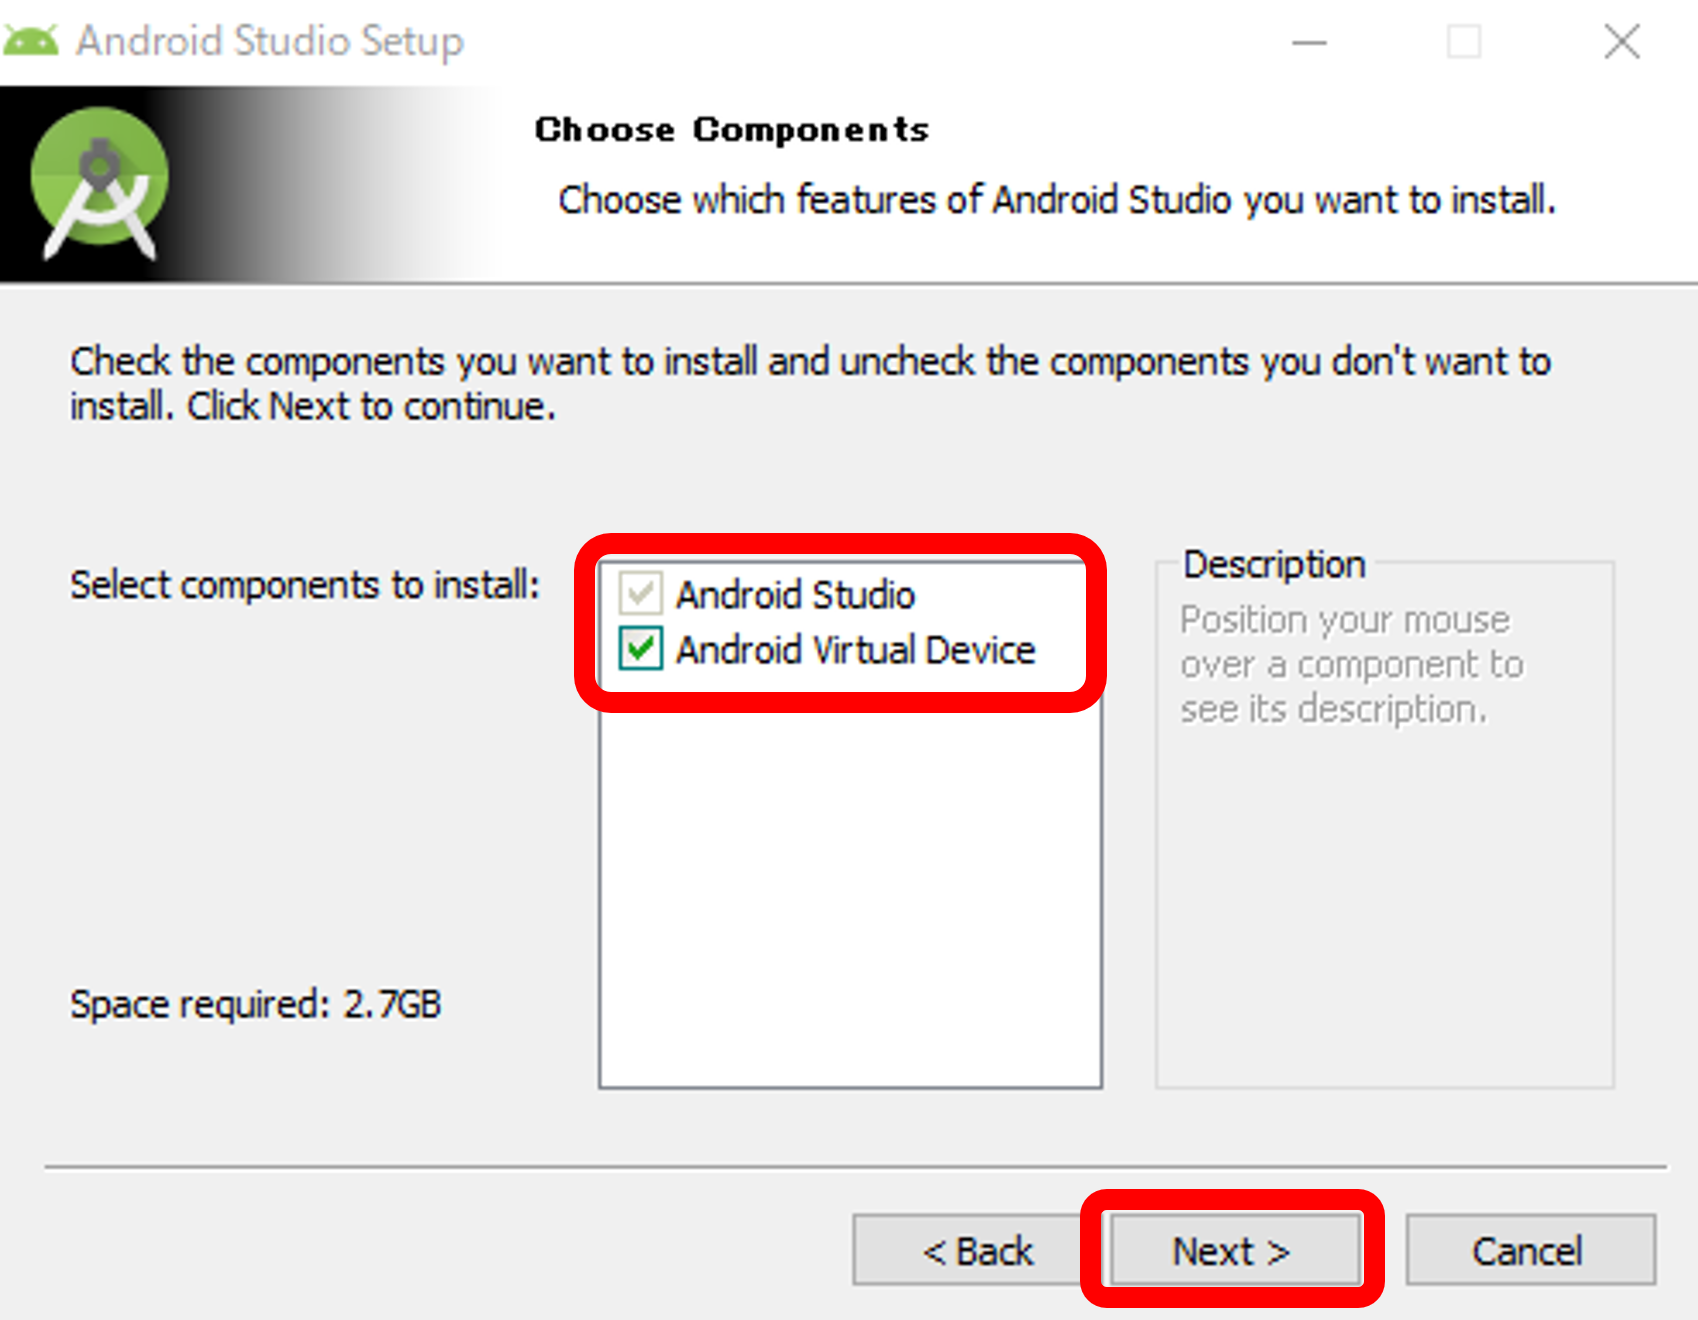 Android Studio Setup
Choose Components
Choose which features of Android Studio you want to install.
Check the components you want to install and uncheck the components you don't want to
install. Click Next to continue.
Select components to install:
Android Studio
Android Virtual Device
Description
Position your mouse
over a component to
see its description.
Space required: 2.7GB
< Back
Next >
Cancel